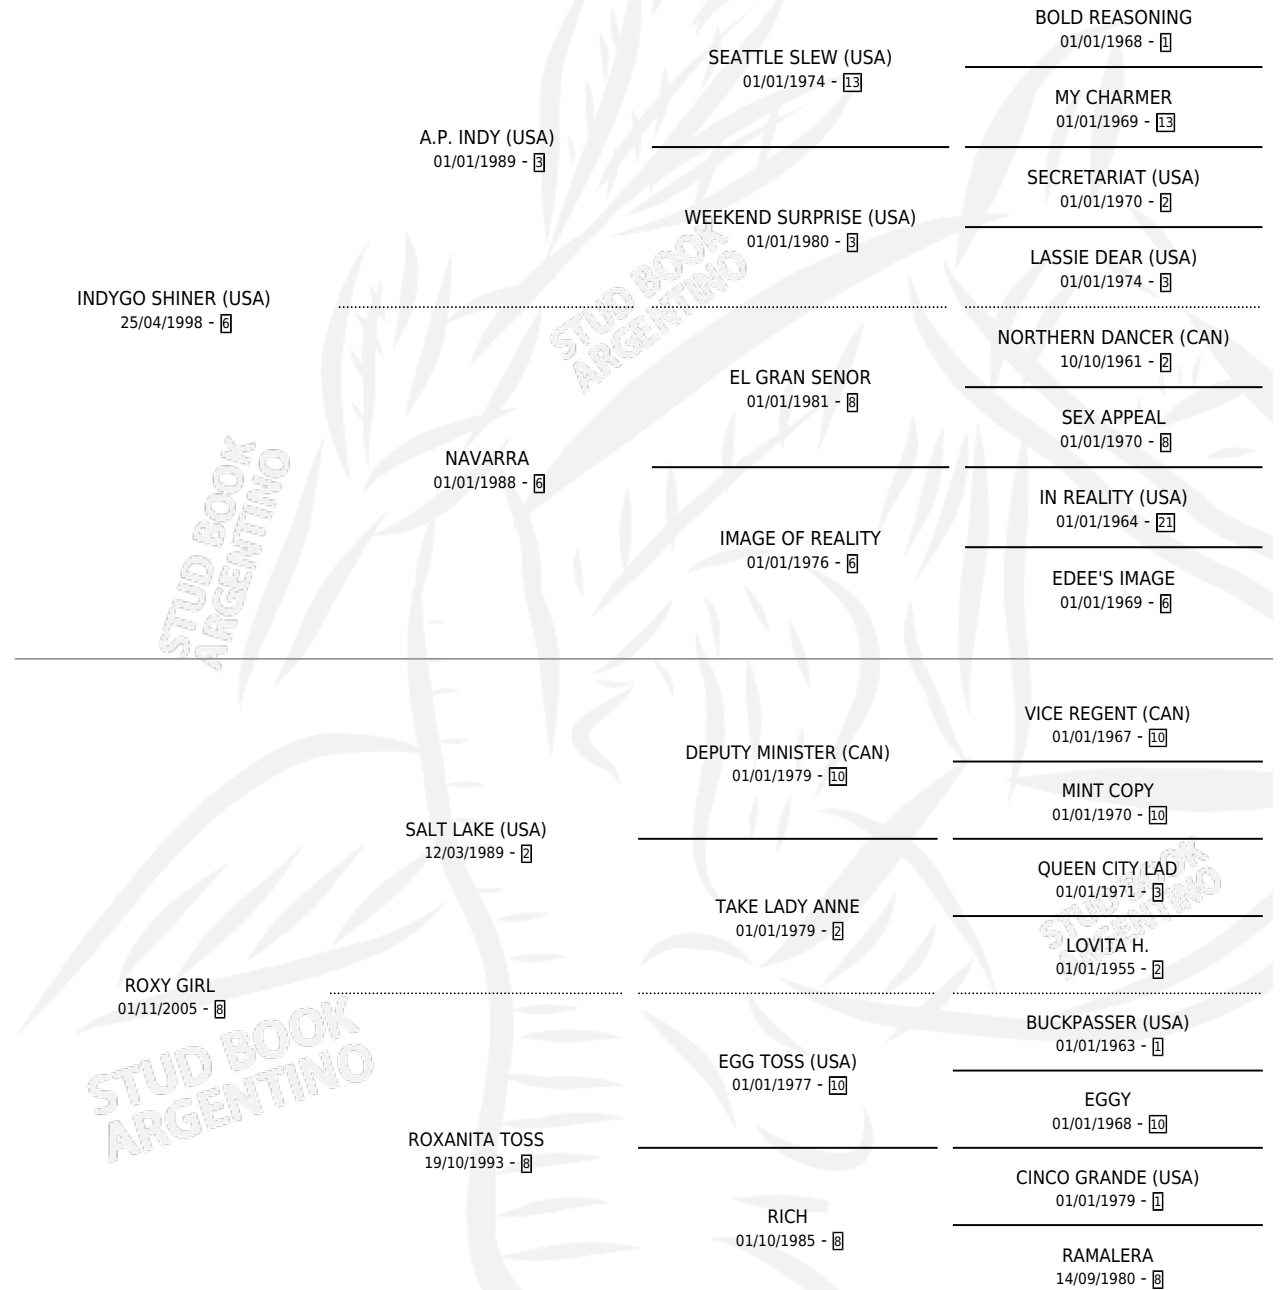 BOLD REASONING
01/01/1968 - 1
SEATTLE SLEW (USA)
01/01/1974 - 13
MY CHARMER
01/01/1969 - 13
A.P. INDY (USA)
01/01/1989 - 3
SECRETARIAT (USA)
01/01/1970 - 2
WEEKEND SURPRISE (USA)
01/01/1980 - 3
LASSIE DEAR (USA)
01/01/1974 - 3
INDYGO SHINER (USA)
25/04/1998 - 6
NORTHERN DANCER (CAN)
10/10/1961 - 2
EL GRAN SENOR
01/01/1981 - 8
SEX APPEAL
01/01/1970 - 8
NAVARRA
01/01/1988 - 6
IN REALITY (USA)
01/01/1964 - 21
IMAGE OF REALITY
01/01/1976 - 6
EDEE'S IMAGE
01/01/1969 - 6
VICE REGENT (CAN)
01/01/1967 - 10
DEPUTY MINISTER (CAN)
01/01/1979 - 10
MINT COPY
01/01/1970 - 10
SALT LAKE (USA)
12/03/1989 - 2
QUEEN CITY LAD
01/01/1971 - 3
TAKE LADY ANNE
01/01/1979 - 2
LOVITA H.
01/01/1955 - 2
ROXY GIRL
01/11/2005 - 8
BUCKPASSER (USA)
01/01/1963 - 1
EGG TOSS (USA)
01/01/1977 - 10
EGGY
01/01/1968 - 10
ROXANITA TOSS
19/10/1993 - 8
CINCO GRANDE (USA)
01/01/1979 - 1
RICH
01/10/1985 - 8
RAMALERA
14/09/1980 - 8
STUD BOOK
ARGENTINO
STUD BOOK
ARGENTINO
STUD BOOK
ARGENTINO
STUD BOOK
ARGENTINO